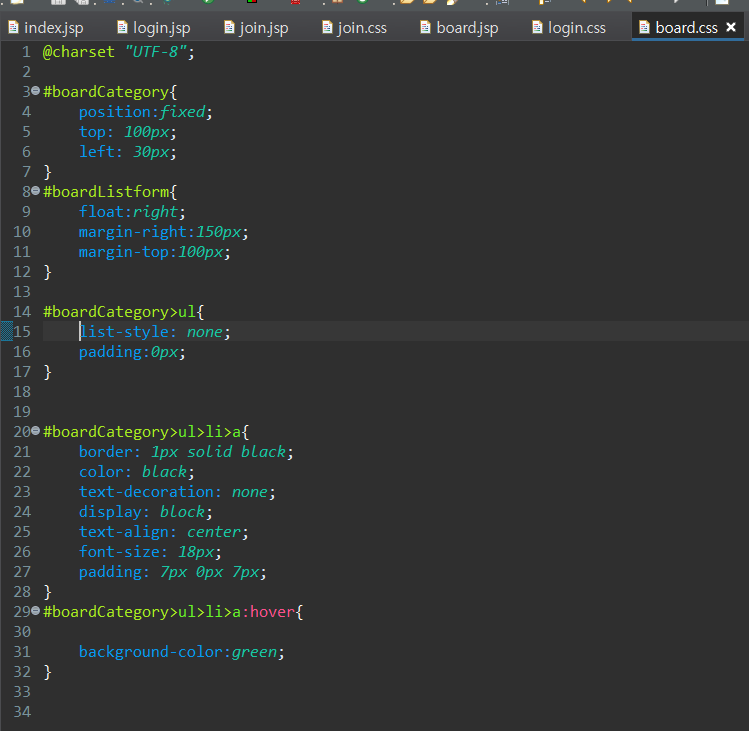 index.jsp login.jsp join.jsp join.css board.jsp login.css board.css
1 @charset "UTF-8";
2
3 #boardCategory{
4 position:fixed;
5 top: 100px;
6 left: 30px;
7 }
8 #boardListform{
9 float:right;
10 margin-right:150px;
11 margin-top:100px;
12 }
13
14 #boardCategory>ul{
15 list-style: none;
16 padding:0px;
17 }
18
19
20 #boardCategory>ul>li>a{
21 border: 1px solid black;
22 color: black;
23 text-decoration: none;
24 display: block;
25 text-align: center;
26 font-size: 18px;
27 padding: 7px 0px 7px;
28 }
29 #boardCategory>ul>li>a:hover{
30
31 background-color:green;
32 }
33
34